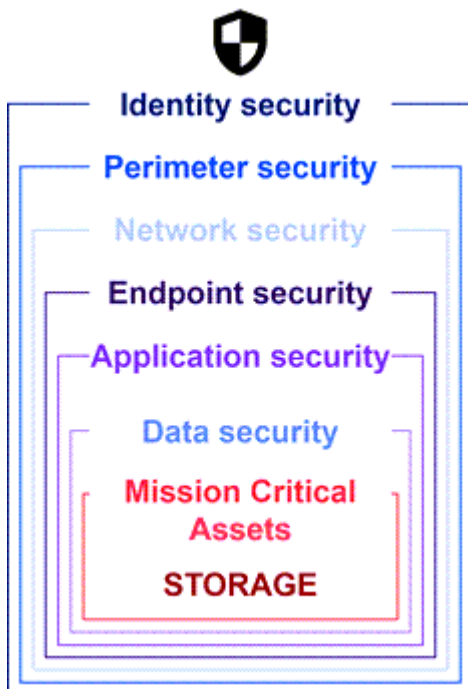 Identity security
Perimeter security
Network security
Endpoint security
Application security
Data security
Mission Critical
Assets
STORAGE